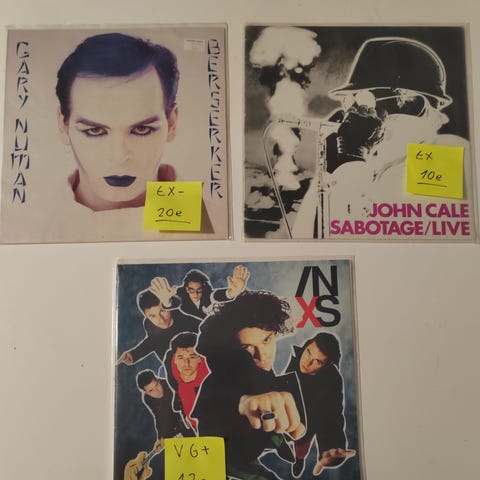 GARY NUMAN
BERSERKER
EX-
20e
EX
10e
JOHN CALE
SABOTAGE/LIVE
INXS
VG+